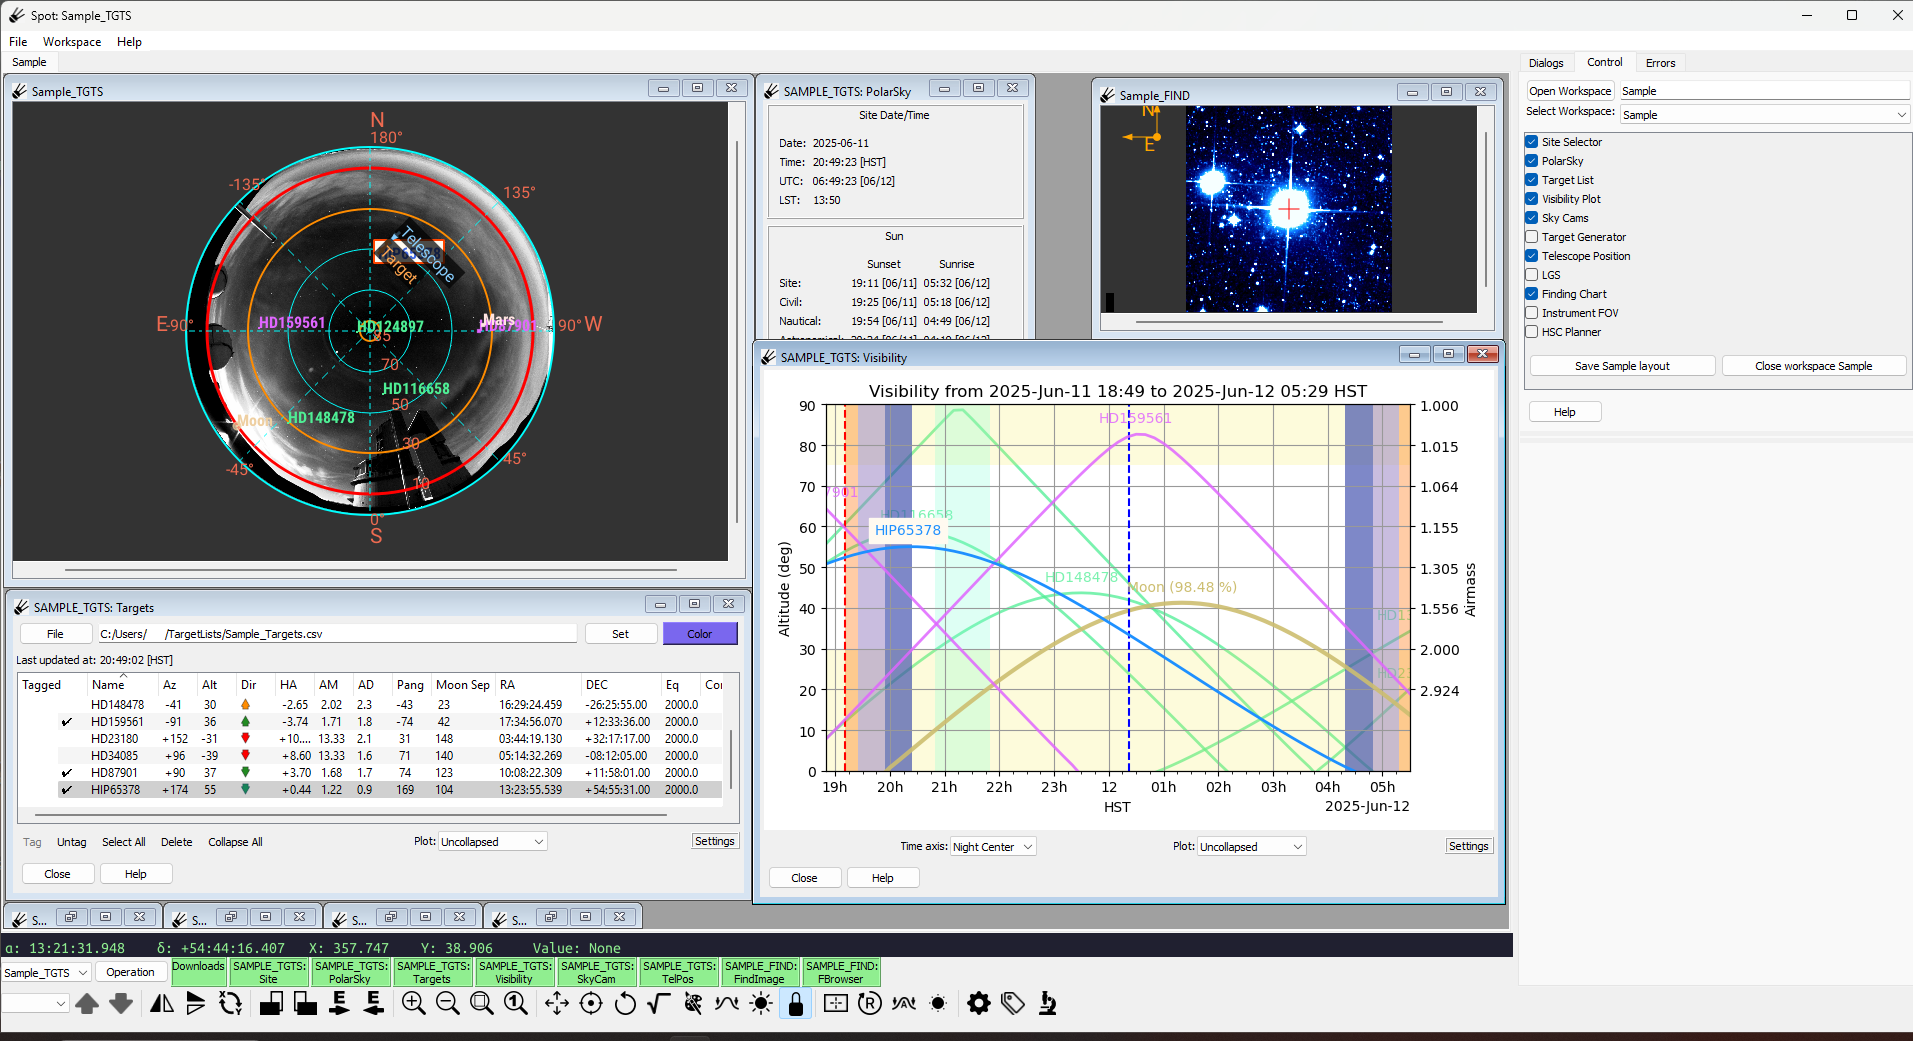 Spot: Sample_TGTS
File Workspace Help
Sample
Sample_TGTS
N
180°
-135°
135°
E
-90°
90°
W
HD159561
HD124897
Mars
Telescope
Target
85
70
HD116658
50
HD148478
Moon
30
-45°
45°
10
0°
S
SAMPLE_TGTS: PolarSky
Site Date/Time
Date: 2025-06-11
Time: 20:49:23 [HST]
UTC: 06:49:23 [06/12]
LST: 13:50
Sun
Sunset Sunrise
Site: 19:11 [06/11] 05:32 [06/12]
Civil: 19:25 [06/11] 05:18 [06/12]
Nautical: 19:54 [06/11] 04:49 [06/12]
Sample_FIND
N
E
Dialogs Control Errors
Open Workspace Sample
Select Workspace: Sample
Site Selector
PolarSky
Target List
Visibility Plot
Sky Cams
Target Generator
Telescope Position
LGS
Finding Chart
Instrument FOV
HSC Planner
Save Sample layout Close workspace Sample
Help
SAMPLE_TGTS: Targets
File C:/Users/ /TargetLists/Sample_Targets.csv Set Color
Last updated at: 20:49:02 [HST]
Tagged Name Az Alt Dir HA AM AD Pang Moon Sep RA DEC Eq
HD148478 -41 30 -2.65 2.02 2.3 -43 23 16:29:24.459 -26:25:55.00 2000.0
✔ HD159561 -91 36 -3.74 1.71 1.8 -74 42 17:34:56.070 +12:33:36.00 2000.0
HD23180 +152 -31 +10.... 13.33 2.1 31 148 03:44:19.130 +32:17:17.00 2000.0
HD34085 +96 -39 +8.60 13.33 1.6 71 140 05:14:32.269 -08:12:05.00 2000.0
✔ HD87901 +90 37 +3.70 1.68 1.7 74 123 10:08:22.309 +11:58:01.00 2000.0
✔ HIP65378 +174 55 +0.44 1.22 0.9 169 104 13:23:55.539 +54:55:31.00 2000.0
Tag Untag Select All Delete Collapse All Plot: Uncollapsed Settings
Close Help
SAMPLE_TGTS: Visibility
Visibility from 2025-Jun-11 18:49 to 2025-Jun-12 05:29 HST
90
80
70
60
50
40
30
20
10
0
Altitude (deg)
7901
HD116658
HIP65378
HD159561
HD148478
Moon (98.48 %)
1.000
1.015
1.064
1.155
1.305
1.556
2.000
2.924
Airmass
19h 20h 21h 22h 23h 12 01h 02h 03h 04h 05h
HST
2025-Jun-12
Time axis: Night Center Plot: Uncollapsed Settings
Close Help
S... S... S... S...
α: 13:21:31.948 δ: +54:44:16.407 X: 357.747 Y: 38.906 Value: None
Sample_TGTS Operation
Downloads
SAMPLE_TGTS: Site
SAMPLE_TGTS: PolarSky
SAMPLE_TGTS: Targets
SAMPLE_TGTS: Visibility
SAMPLE_TGTS: SkyCam
SAMPLE_TGTS: TelPos
SAMPLE_FIND: FindImage
SAMPLE_FIND: FBrowser